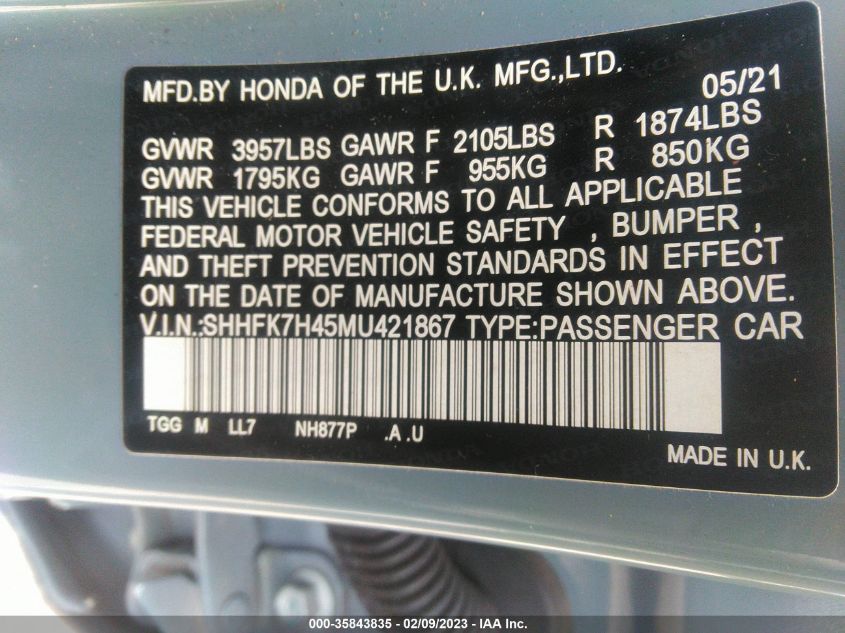 MFD.BY HONDA OF THE U.K. MFG.,LTD. 05/21
GVWR 3957LBS GAWR F 2105LBS R 1874LBS
GVWR 1795KG GAWR F 955KG R 850KG
THIS VEHICLE CONFORMS TO ALL APPLICABLE
FEDERAL MOTOR VEHICLE SAFETY , BUMPER ,
AND THEFT PREVENTION STANDARDS IN EFFECT
ON THE DATE OF MANUFACTURE SHOWN ABOVE.
V.I.N.:SHHFK7H45MU421867 TYPE:PASSENGER CAR
TGG M LL7 NH877P .A .U
MADE IN U.K.
000-35843835 - 02/09/2023 - IAA Inc.